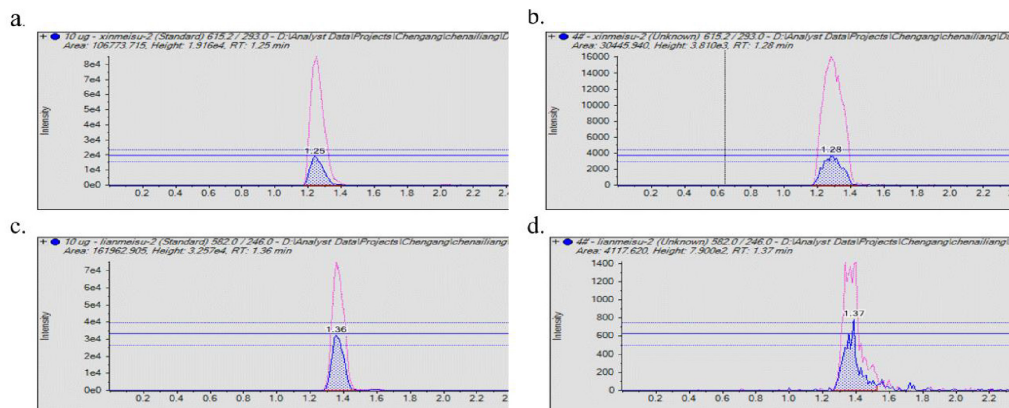 a.
+ 10 ug - xinmeisu-2 (Standard) 615.2 / 293.0 - D:\Analyst Data\Projects\Chengang\chenailiang\D
Area: 106773.715, Height: 1.916e4, RT: 1.25 min
Intensity
8e4
7e4
6e4
5e4
4e4
3e4
2e4
1e4
0e0
1.25
0.2 0.4 0.6 0.8 1.0 1.2 1.4 1.6 1.8 2.0 2.2 2.4
b.
+ 4# - xinmeisu-2 (Unknown) 615.2 / 293.0 - D:\Analyst Data\Projects\Chengang\chenailiang\Da
Area: 30445.940, Height: 3.810e3, RT: 1.28 min
Intensity
16000
14000
12000
10000
8000
6000
4000
2000
0
1.28
0.2 0.4 0.6 0.8 1.0 1.2 1.4 1.6 1.8 2.0 2.2
c.
+ 10 ug - lianmeisu-2 (Standard) 582.0 / 246.0 - D:\Analyst Data\Projects\Chengang\chenailiang\
Area: 161962.905, Height: 3.257e4, RT: 1.36 min
Intensity
7e4
6e4
5e4
4e4
3e4
2e4
1e4
0e0
1.36
0.2 0.4 0.6 0.8 1.0 1.2 1.4 1.6 1.8 2.0 2.2
d.
+ 4# - lianmeisu-2 (Unknown) 582.0 / 246.0 - D:\Analyst Data\Projects\Chengang\chenailiang\
Area: 4117.620, Height: 7.900e2, RT: 1.37 min
Intensity
1400
1200
1000
800
600
400
200
0
1.37
0.2 0.4 0.6 0.8 1.0 1.2 1.4 1.6 1.8 2.0 2.2